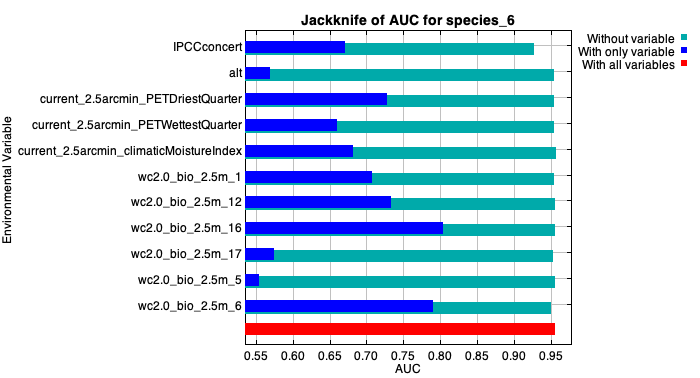 Jackknife of AUC for species_6
Without variable
With only variable
With all variables
Environmental Variable
IPCCconcert
alt
current_2.5arcmin_PETDriestQuarter
current_2.5arcmin_PETWettestQuarter
current_2.5arcmin_climaticMoistureIndex
wc2.0_bio_2.5m_1
wc2.0_bio_2.5m_12
wc2.0_bio_2.5m_16
wc2.0_bio_2.5m_17
wc2.0_bio_2.5m_5
wc2.0_bio_2.5m_6
0.55 0.60 0.65 0.70 0.75 0.80 0.85 0.90 0.95
AUC